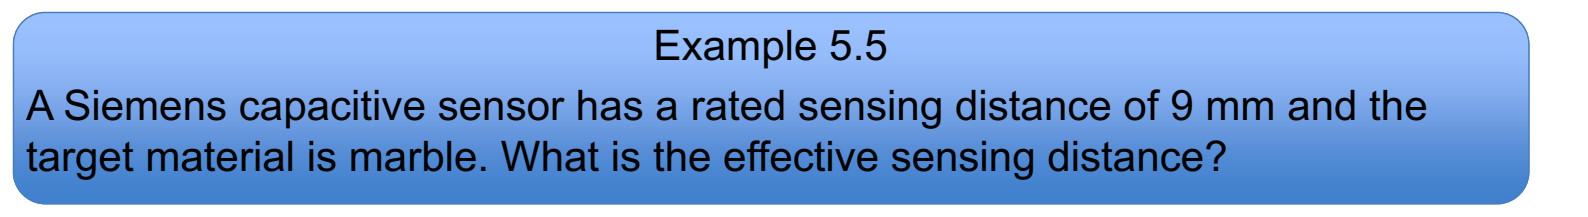 Example 5.5
A Siemens capacitive sensor has a rated sensing distance of 9 mm and the
target material is marble. What is the effective sensing distance?